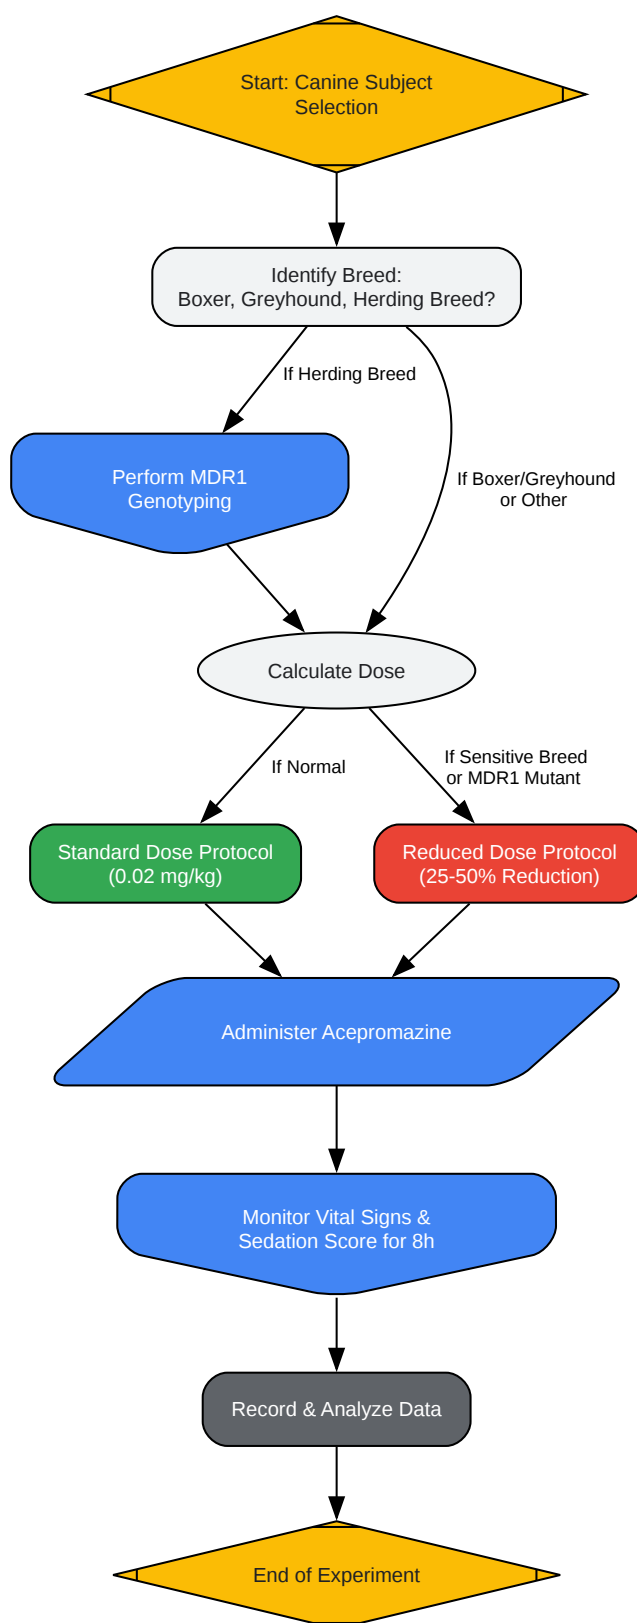 Start: Canine Subject
Selection
Identify Breed:
Boxer, Greyhound, Herding Breed?
If Herding Breed
Perform MDR1
Genotyping
If Boxer/Greyhound
or Other
Calculate Dose
If Normal
If Sensitive Breed
or MDR1 Mutant
Standard Dose Protocol
(0.02 mg/kg)
Reduced Dose Protocol
(25-50% Reduction)
Administer Acepromazine
Monitor Vital Signs &
Sedation Score for 8h
Record & Analyze Data
End of Experiment